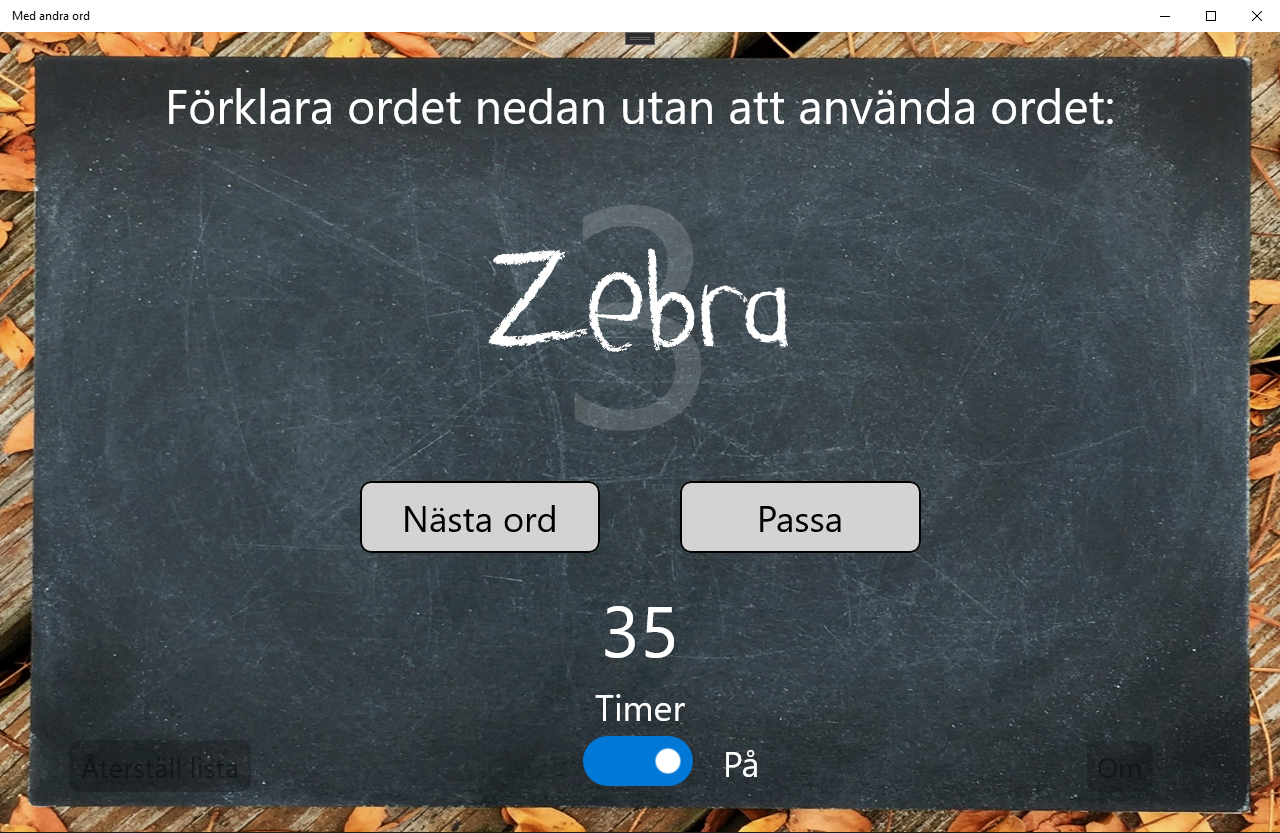 Med andra ord
Förklara ordet nedan utan att använda ordet:
3
Zebra
Nästa ord
Passa
35
Timer
På
Återställ lista
Om